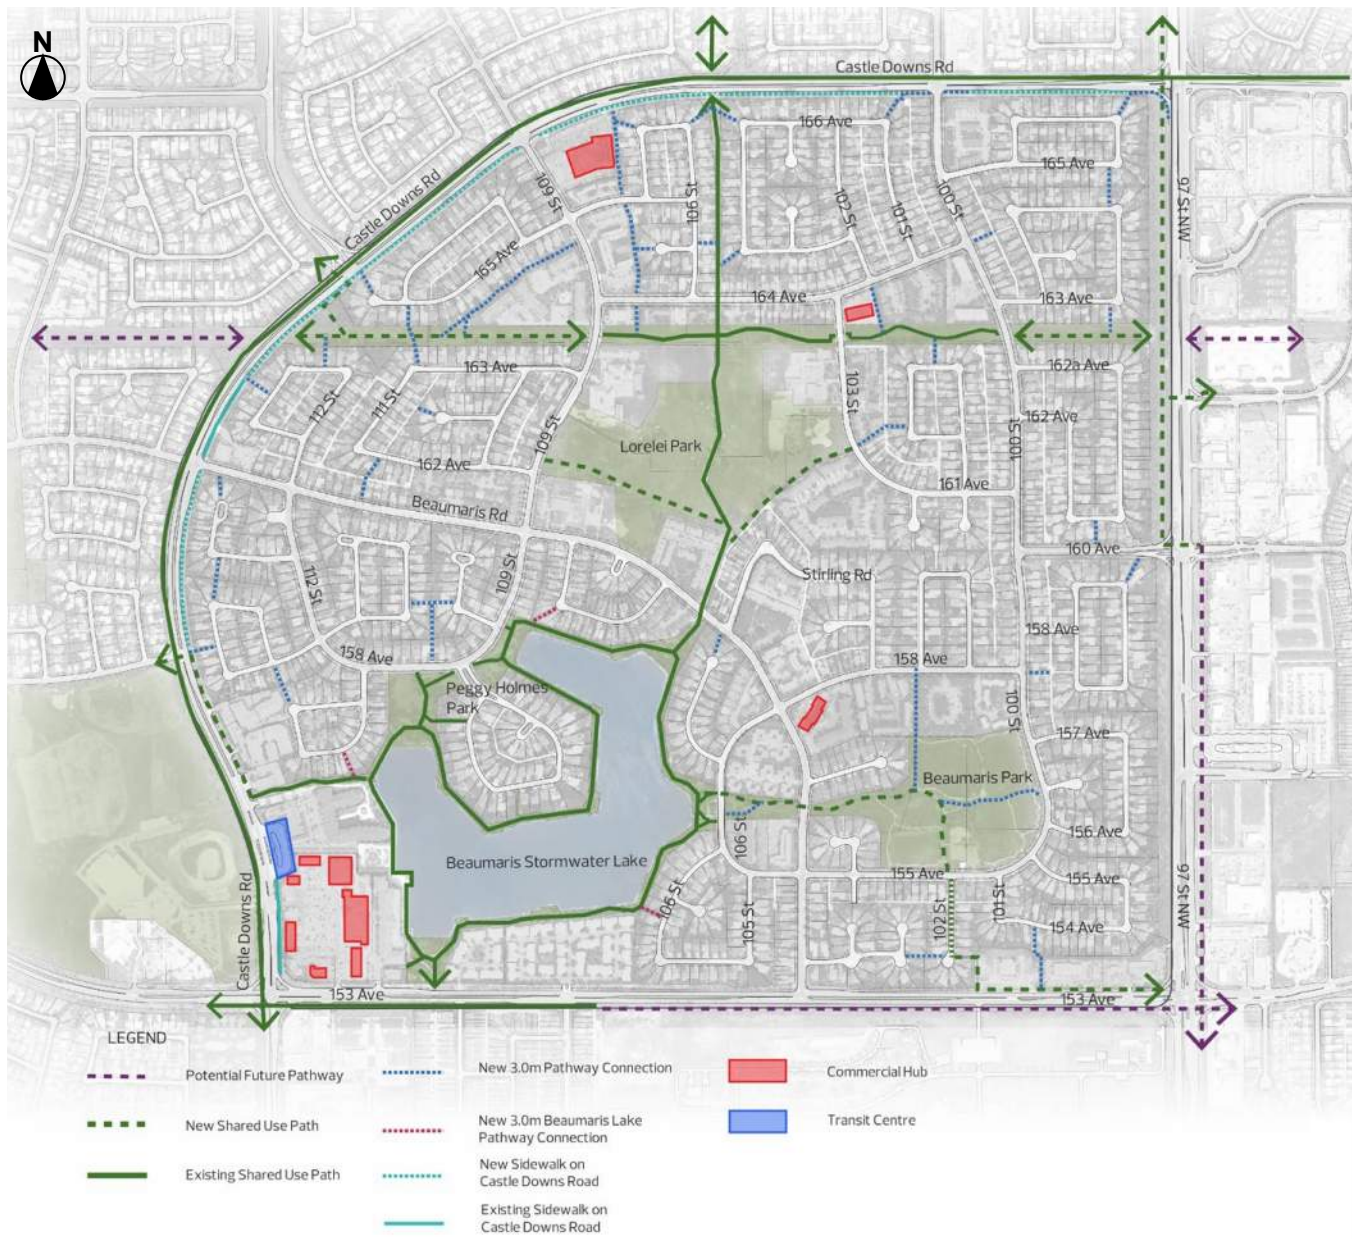 N
Castle Downs Rd
166 Ave
165 Ave
109 St
106 St
102 St
101 St
100 St
97 St NW
Castle Downs Rd
165 Ave
164 Ave
163 Ave
163 Ave
162a Ave
112 St
111 St
103 St
109 St
162 Ave
100 St
Lorelei Park
162 Ave
161 Ave
Beaumaris Rd
160 Ave
109 St
112 St
Stirling Rd
158 Ave
158 Ave
158 Ave
Peggy Holmes
Park
100 St
157 Ave
Beaumaris Park
106 St
156 Ave
Beaumaris Stormwater Lake
155 Ave
155 Ave
Castle Downs Rd
106 St
105 St
102 St
101 St
154 Ave
97 St NW
153 Ave
153 Ave
LEGEND
Potential Future Pathway
New Shared Use Path
Existing Shared Use Path
New 3.0m Pathway Connection
New 3.0m Beaumaris Lake
Pathway Connection
New Sidewalk on
Castle Downs Road
Existing Sidewalk on
Castle Downs Road
Commercial Hub
Transit Centre